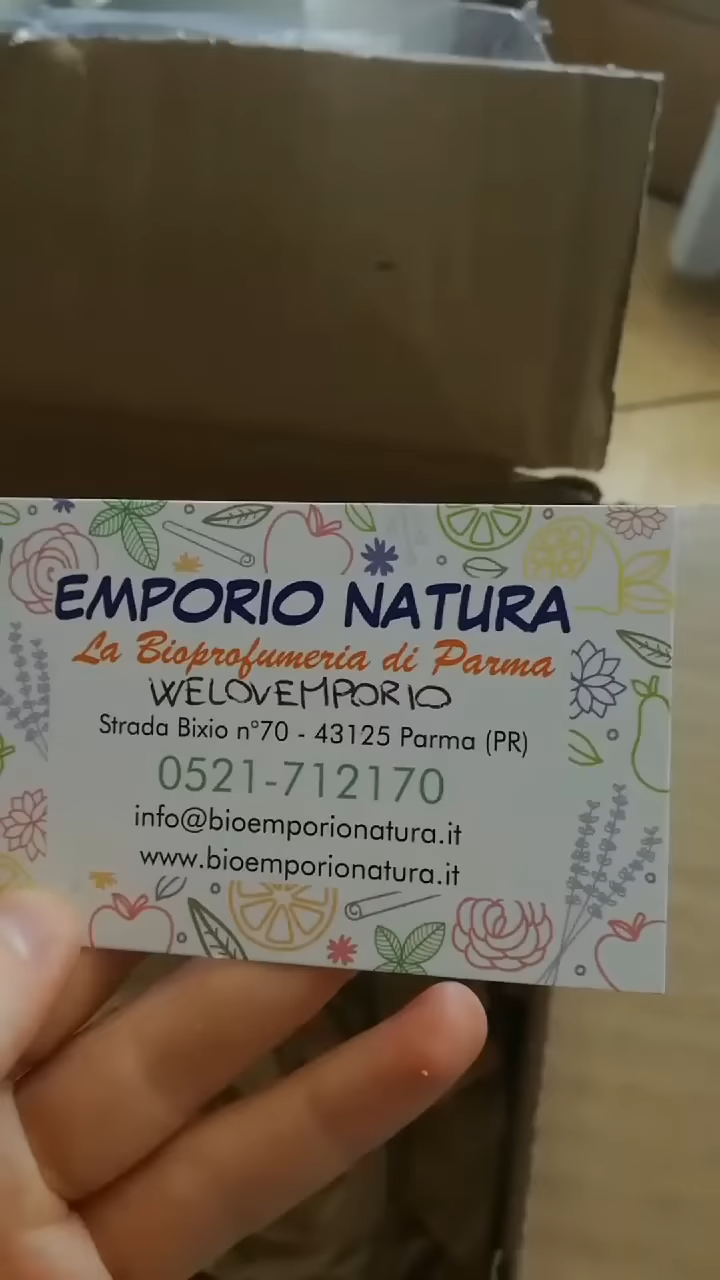 EMPORIO NATURA
La Bioprofumeria di Parma
WELOVEMPORIO
Strada Bixio n°70 - 43125 Parma (PR)
0521-712170
info@bioemporionatura.it
www.bioemporionatura.it